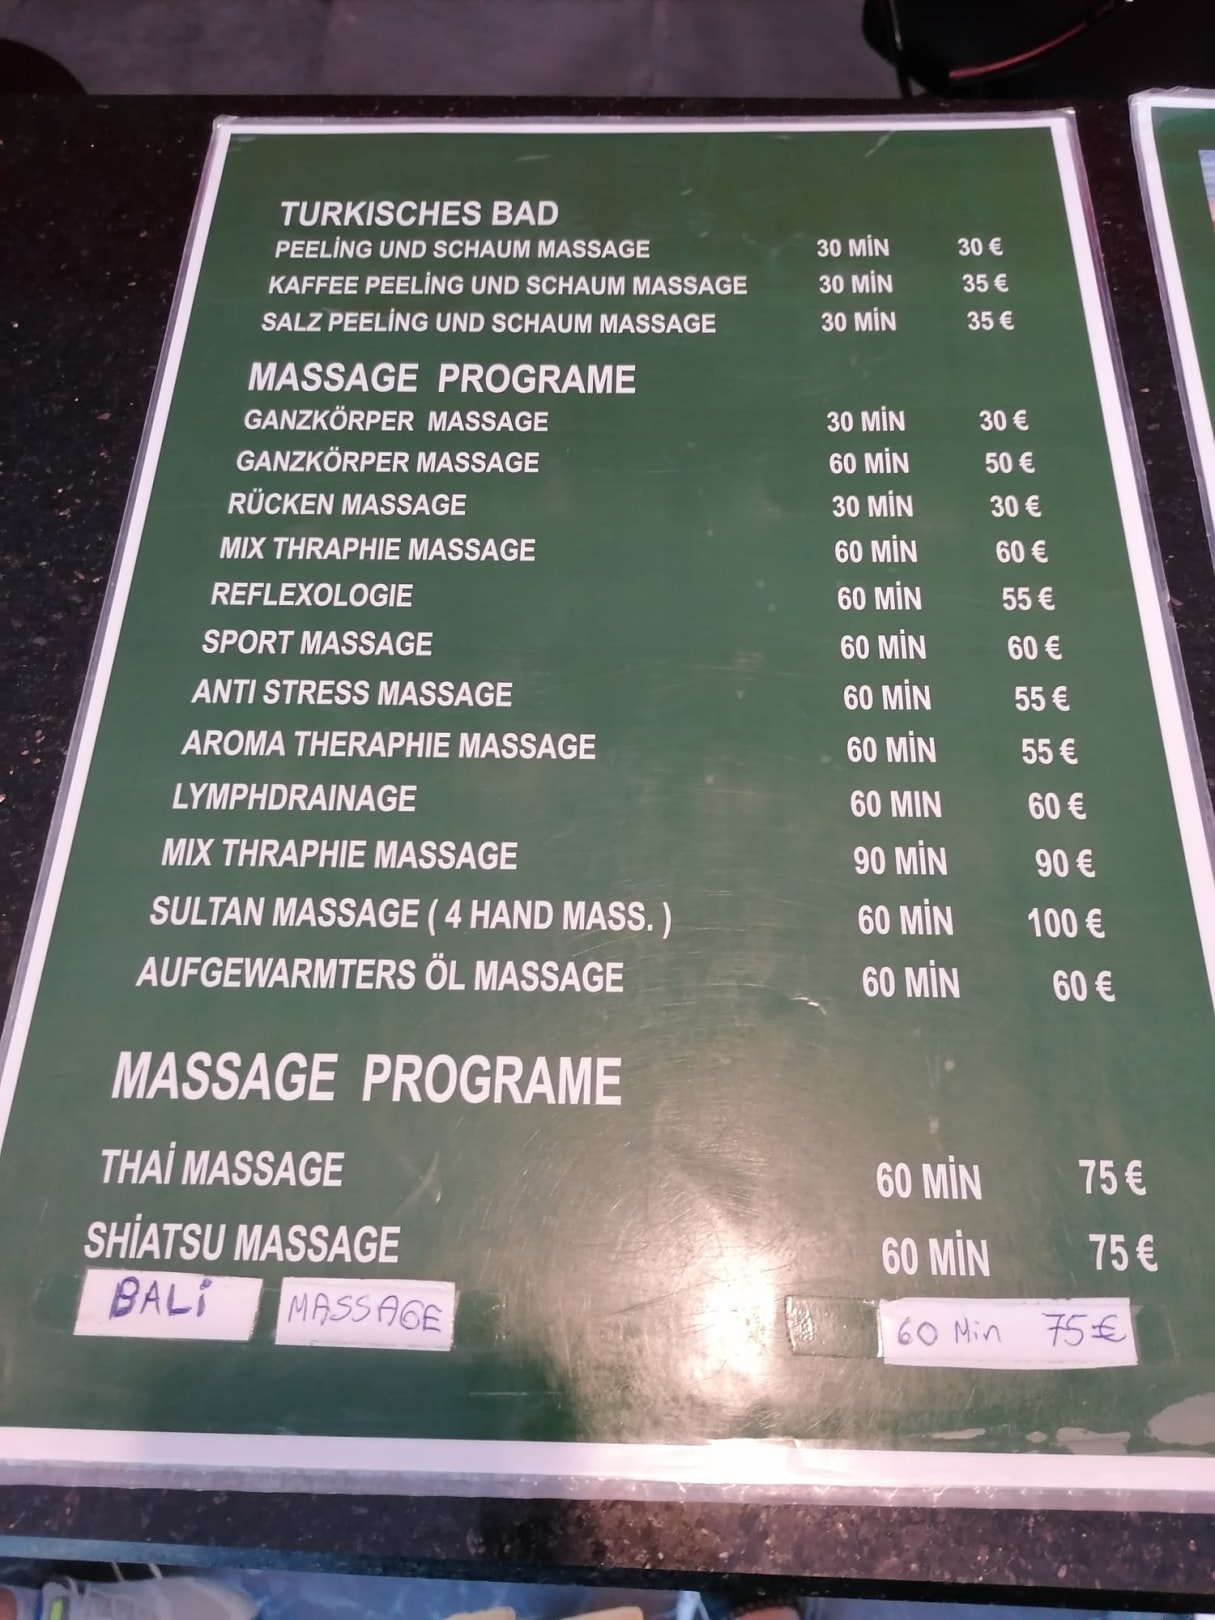 TURKISCHES BAD
PEELİNG UND SCHAUM MASSAGE 30 MİN 30 €
KAFFEE PEELİNG UND SCHAUM MASSAGE 30 MİN 35 €
SALZ PEELİNG UND SCHAUM MASSAGE 30 MİN 35 €
MASSAGE PROGRAME
GANZKÖRPER MASSAGE 30 MİN 30 €
GANZKÖRPER MASSAGE 60 MİN 50 €
RÜCKEN MASSAGE 30 MİN 30 €
MIX THRAPHIE MASSAGE 60 MİN 60 €
REFLEXOLOGIE 60 MİN 55 €
SPORT MASSAGE 60 MİN 60 €
ANTI STRESS MASSAGE 60 MİN 55 €
AROMA THERAPHIE MASSAGE 60 MİN 55 €
LYMPHDRAINAGE 60 MIN 60 €
MIX THRAPHIE MASSAGE 90 MİN 90 €
SULTAN MASSAGE ( 4 HAND MASS. ) 60 MİN 100 €
AUFGEWARMTERS ÖL MASSAGE 60 MİN 60 €
MASSAGE PROGRAME
THAİ MASSAGE 60 MİN 75 €
SHİATSU MASSAGE 60 MİN 75 €
BALİ MASSAGE 60 Min 75 €